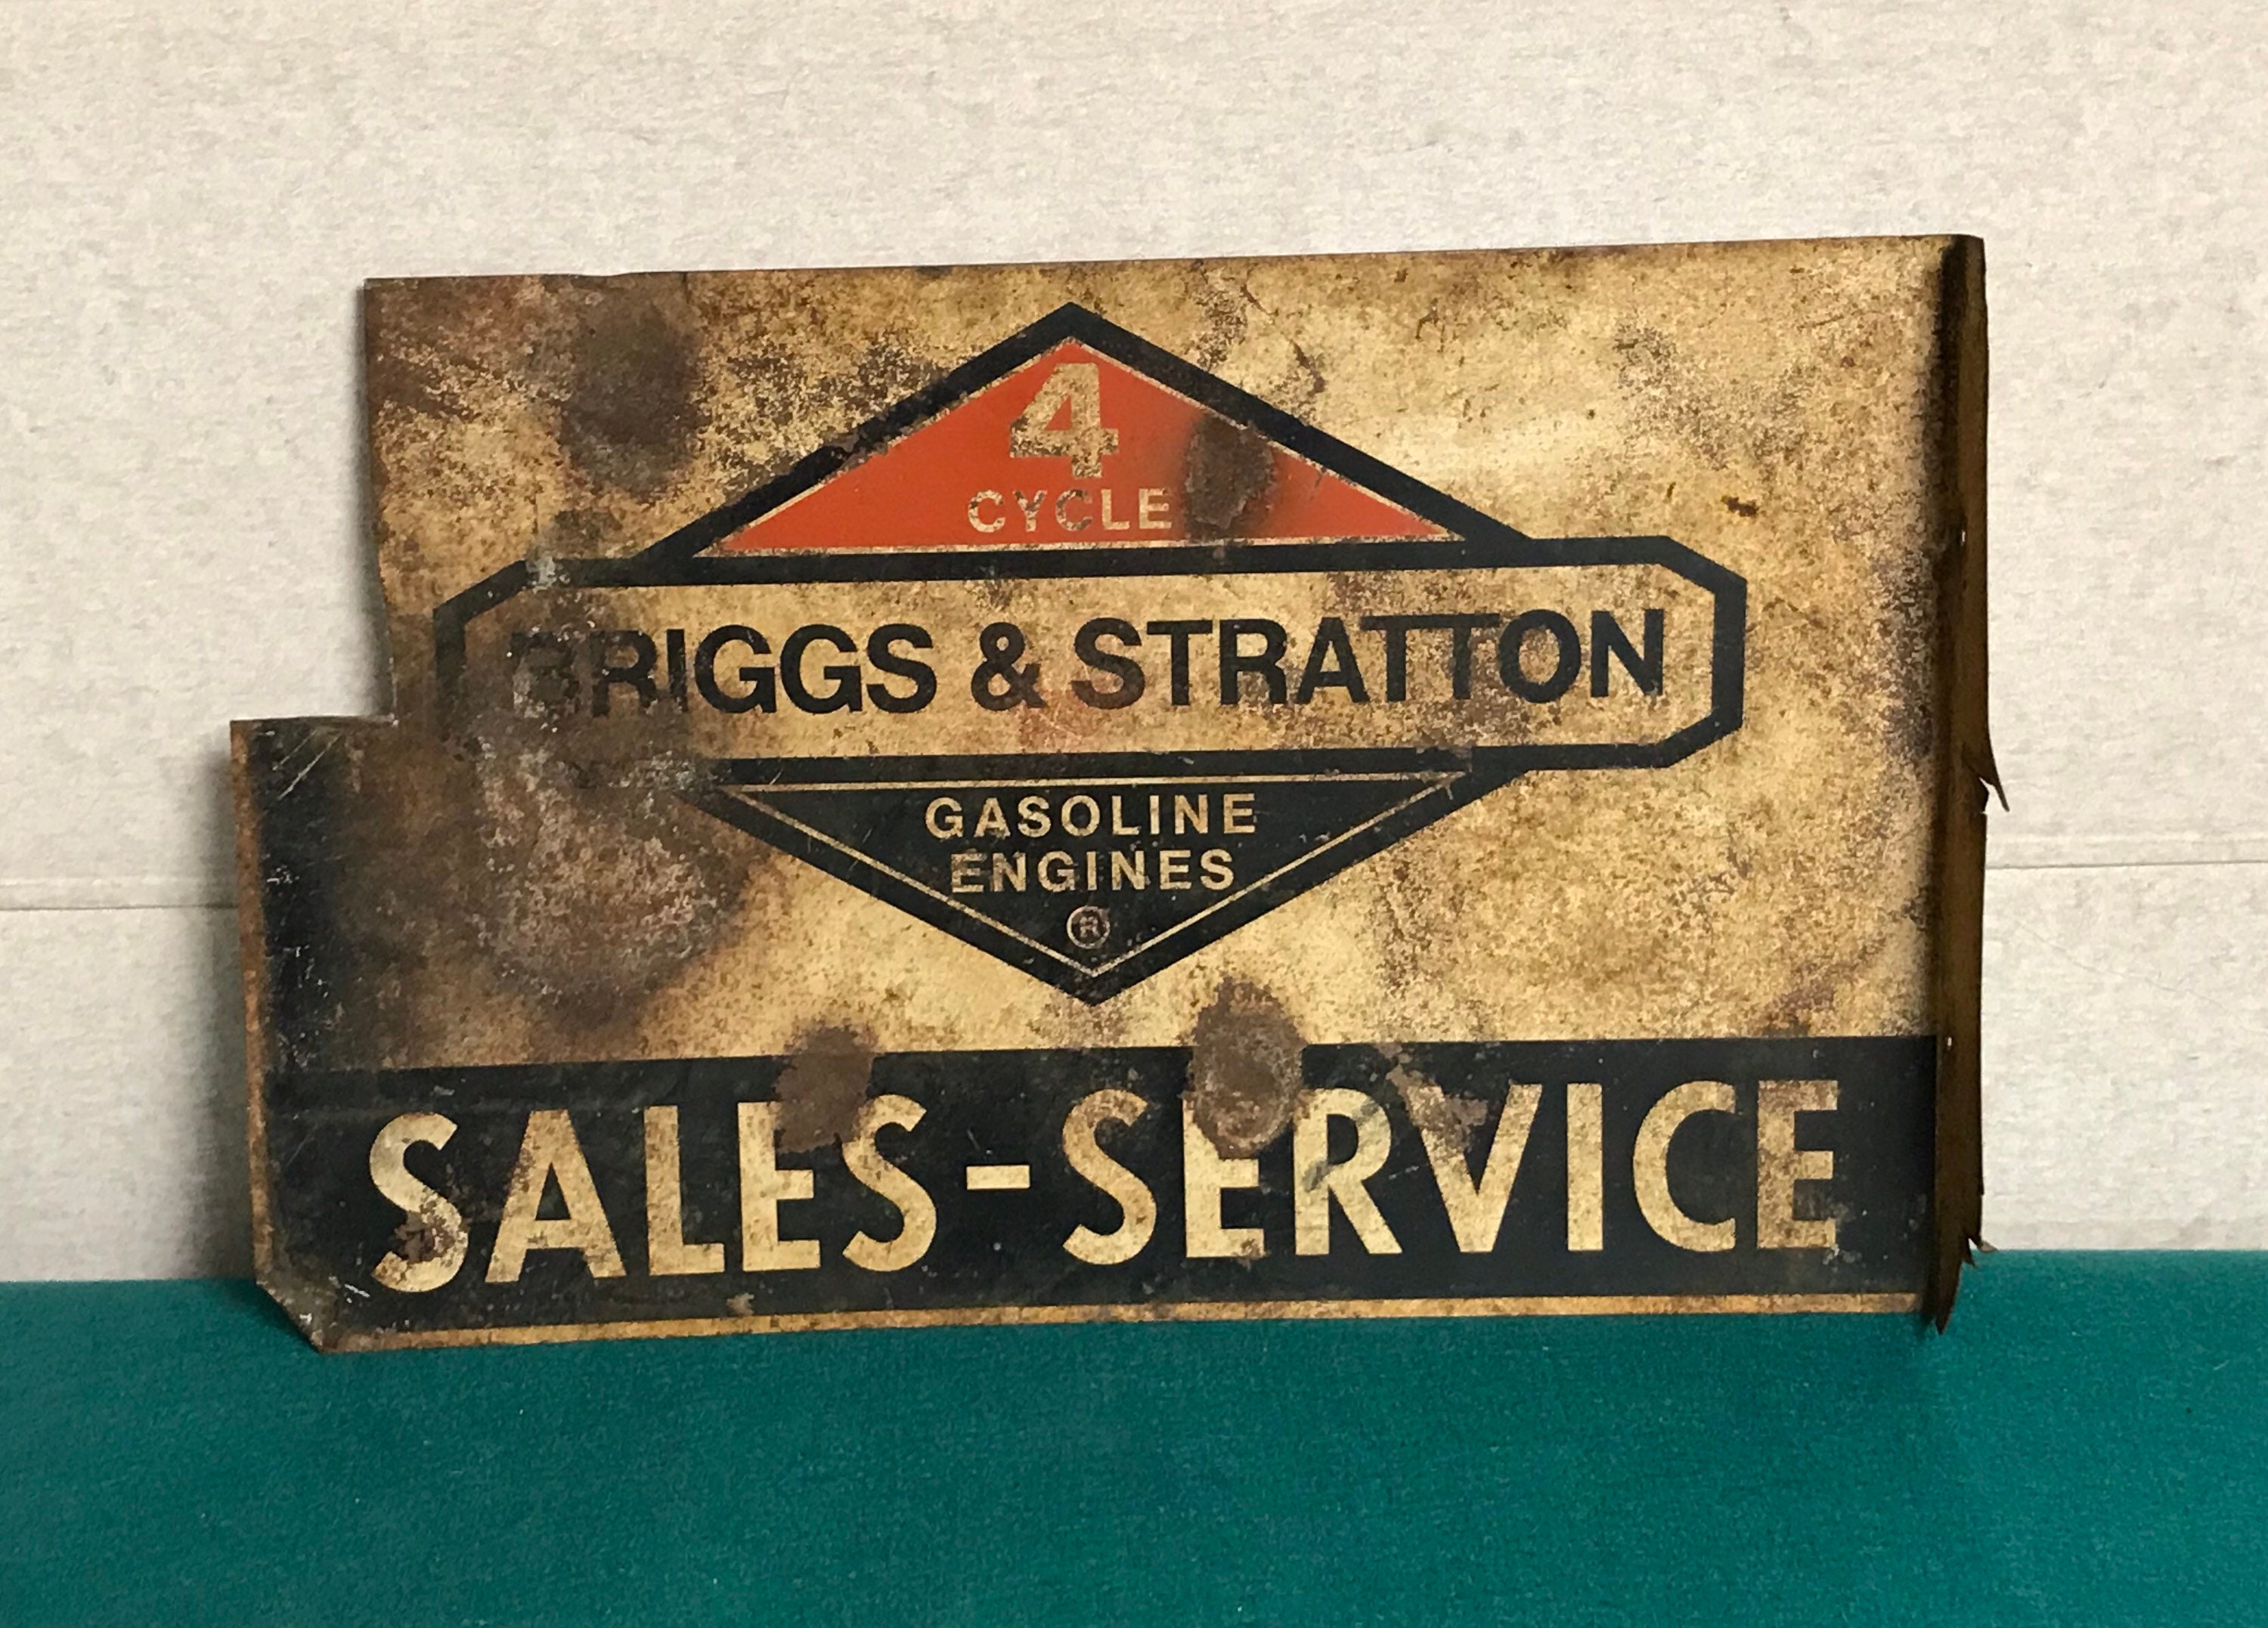 4
CYCLE
BRIGGS & STRATTON
GASOLINE
ENGINES
®
SALES-SERVICE